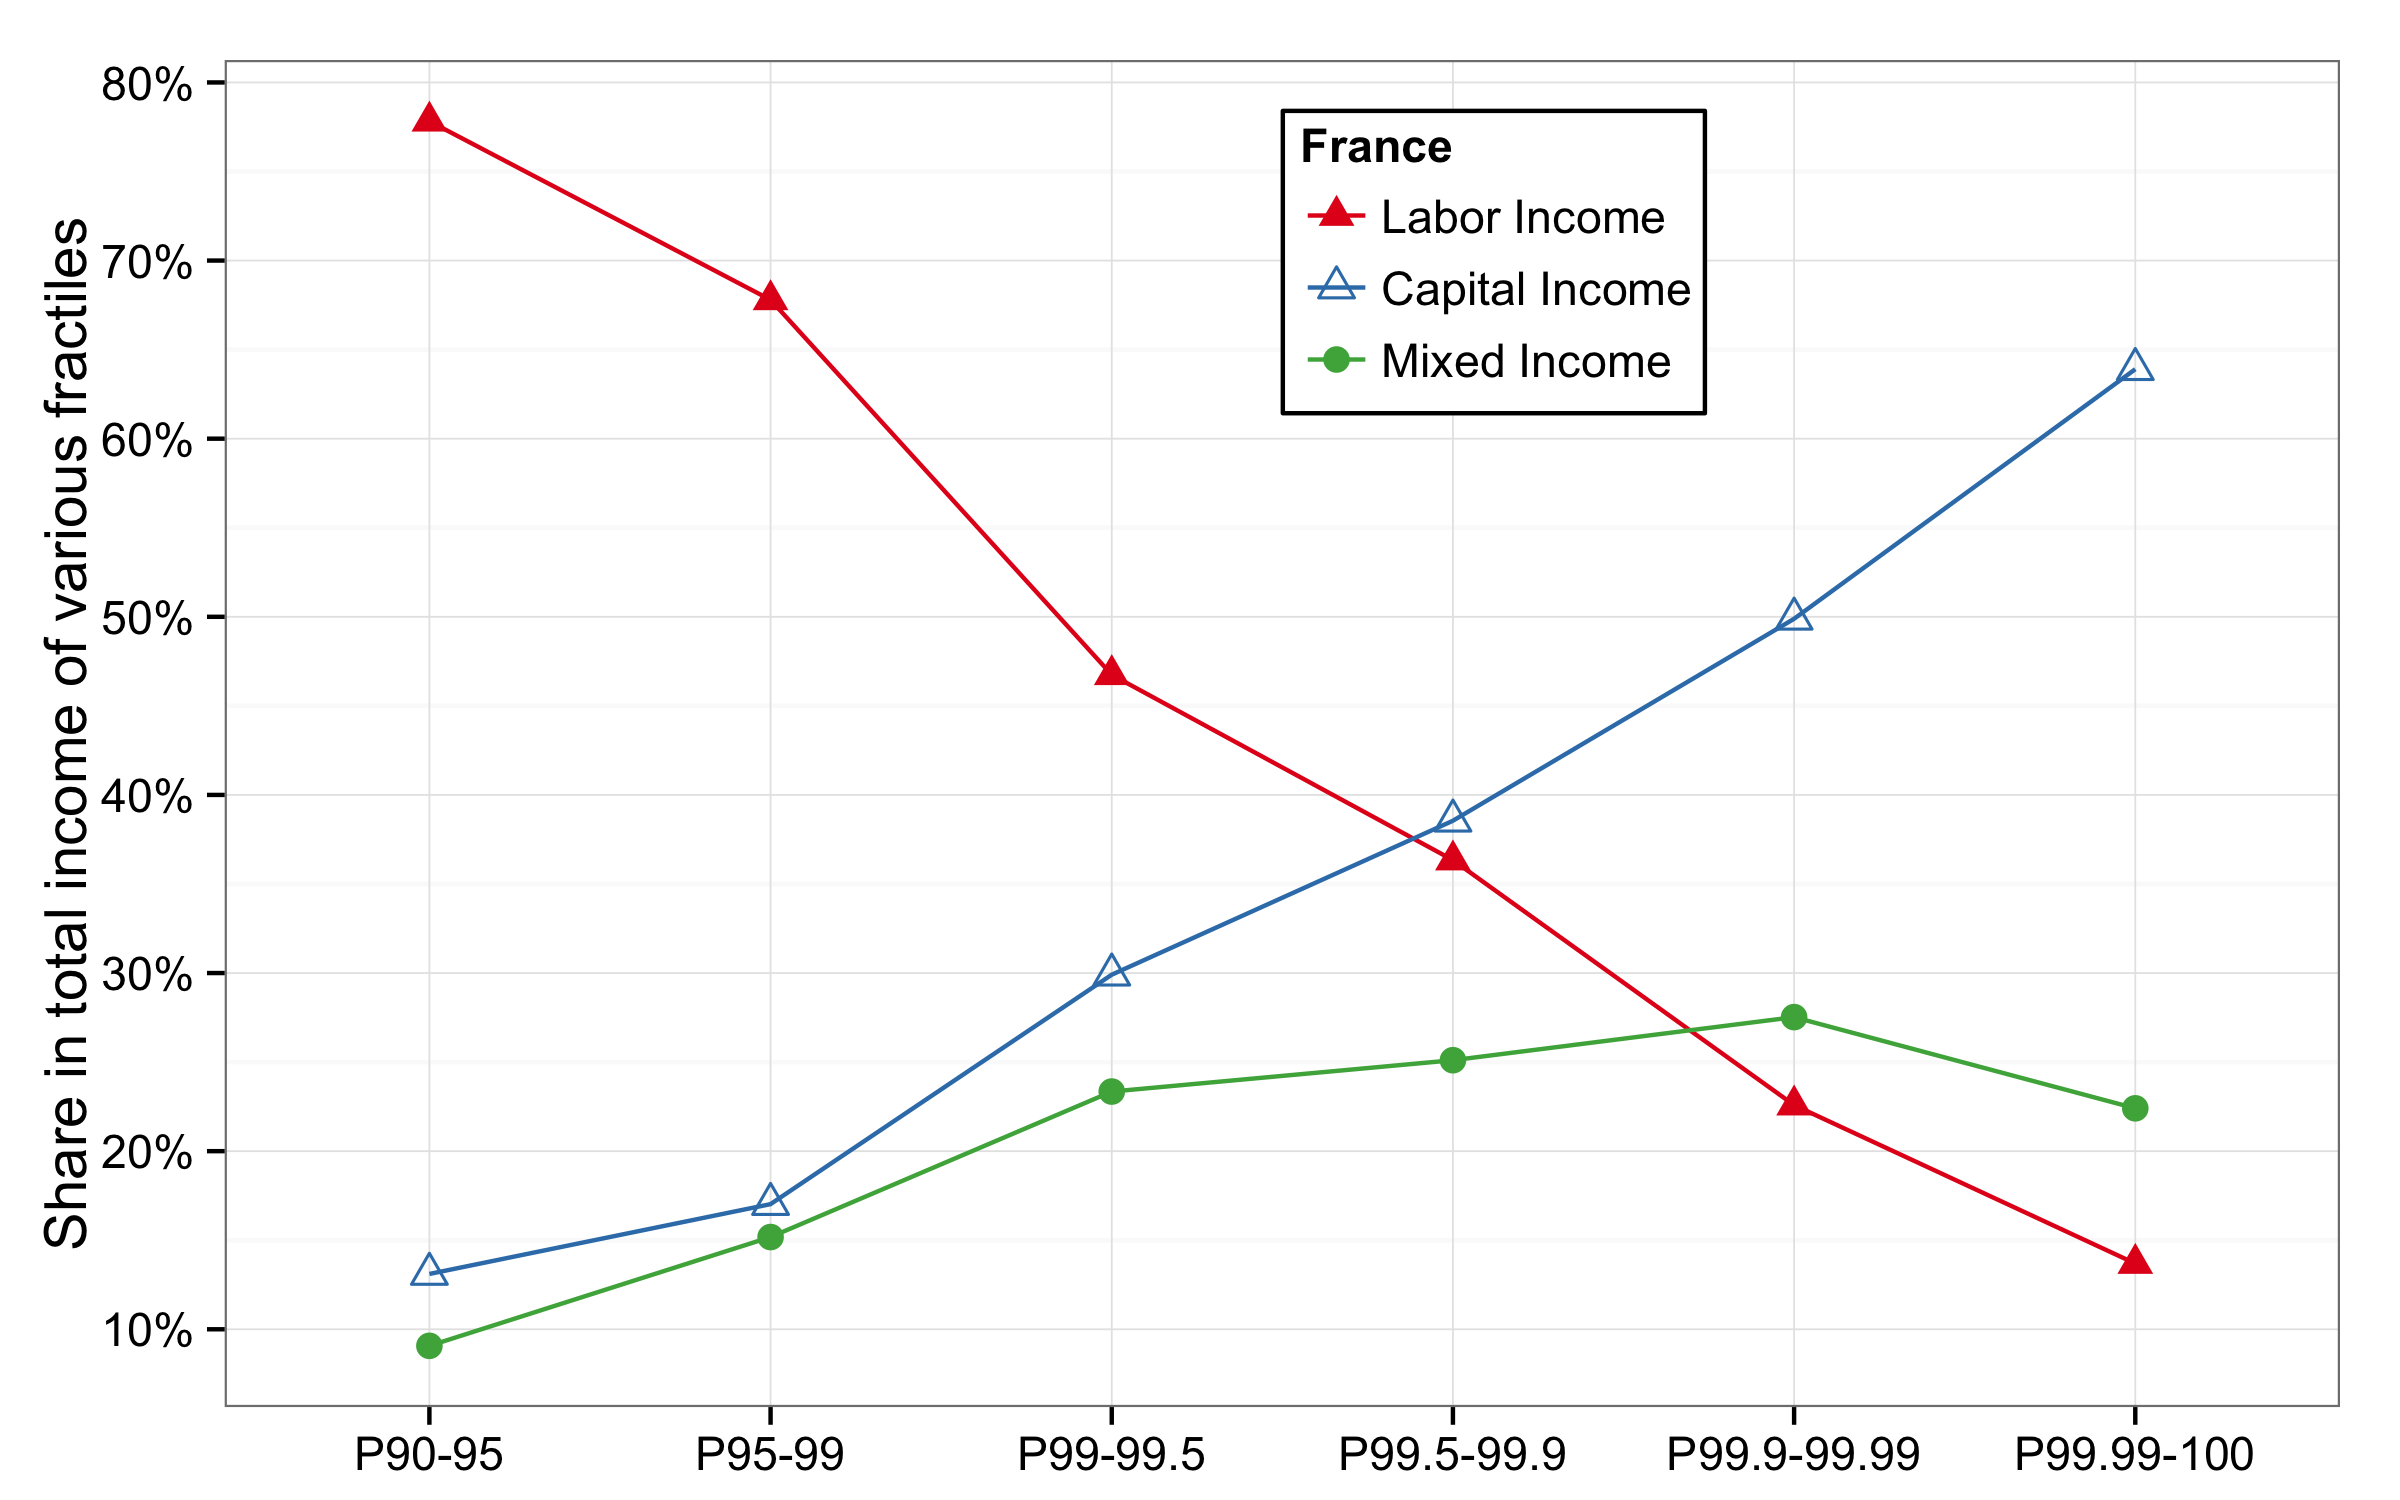 Share in total income of various fractiles
80%
70%
60%
50%
40%
30%
20%
10%
France
Labor Income
Capital Income
Mixed Income
P90-95
P95-99
P99-99.5
P99.5-99.9
P99.9-99.99
P99.99-100